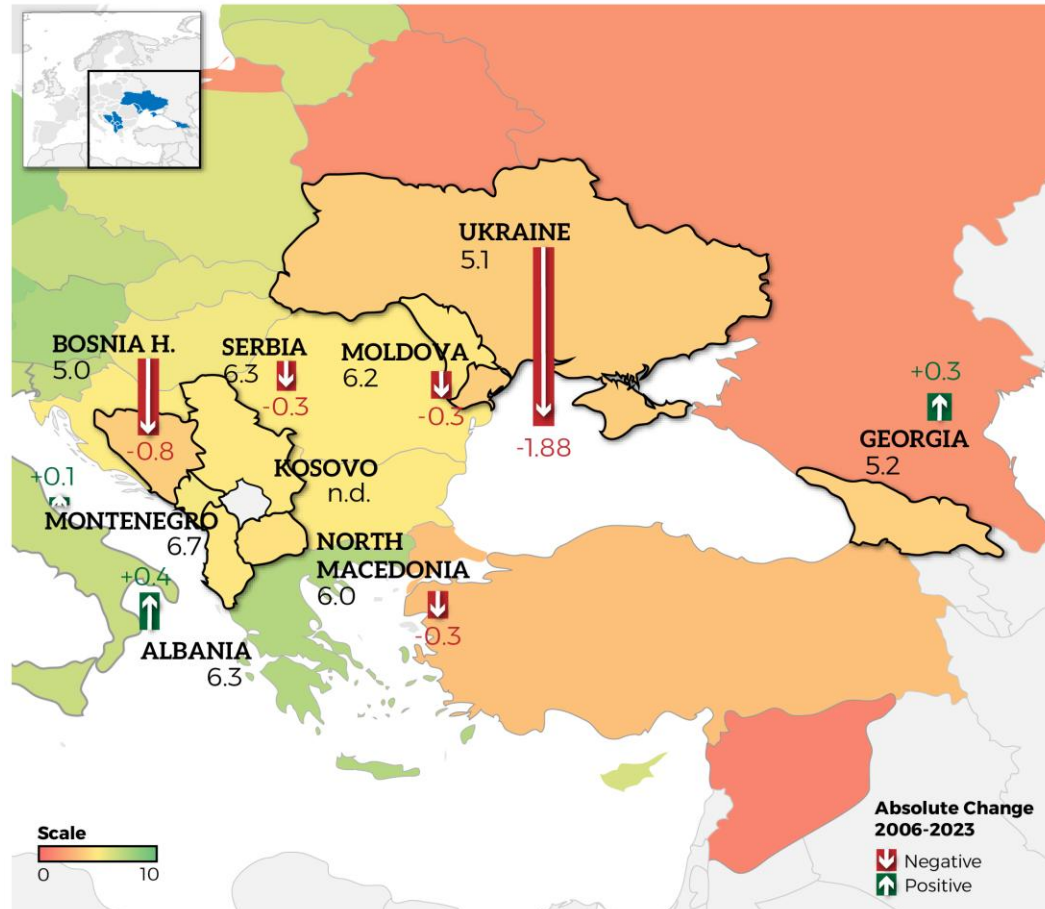 UKRAINE
5.1
-1.88
BOSNIA H.
5.0
-0.8
SERBIA
6.3
-0.3
MOLDOVA
6.2
-0.3
+0.3
GEORGIA
5.2
KOSOVO
n.d.
+0.1
MONTENEGRO
6.7
NORTH
MACEDONIA
6.0
-0.3
+0.4
ALBANIA
6.3
Scale
0
10
Absolute Change
2006-2023
Negative
Positive